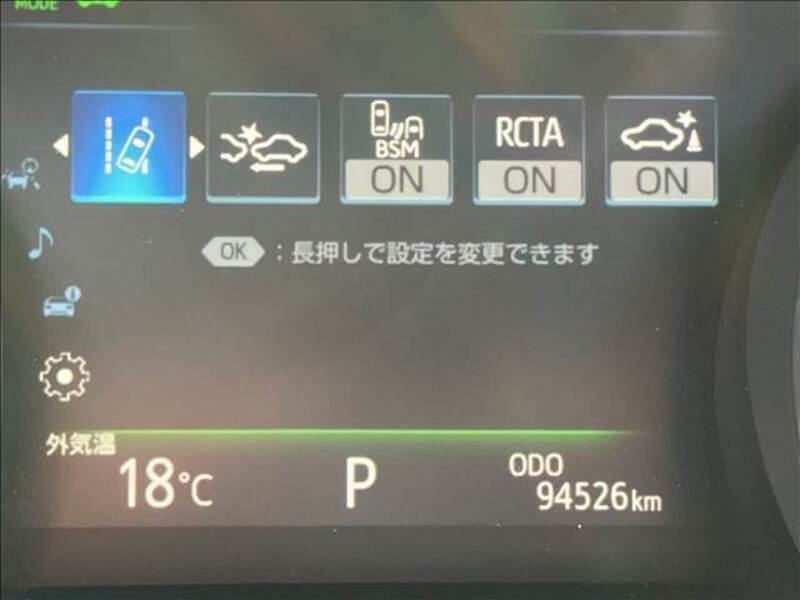 MODE
BSM
ON
RCTA
ON
ON
OK : 長押しで設定を変更できます
外気温
18℃
P
ODO
94526km